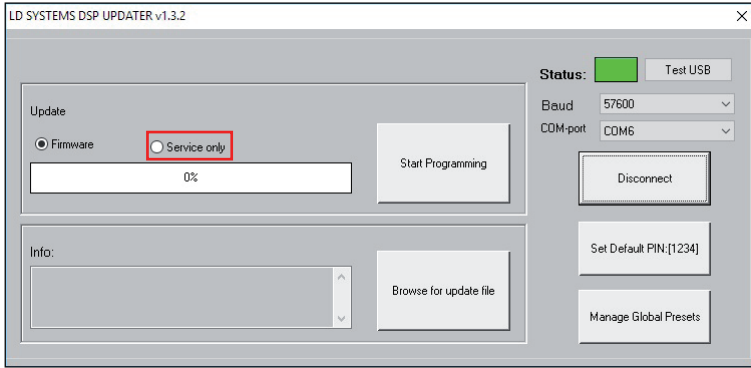 LD SYSTEMS DSP UPDATER v1.3.2
Update
Firmware
Service only
0%
Start Programming
Info:
Browse for update file
Status:
Test USB
Baud
57600
COM-port
COM6
Disconnect
Set Default PIN:[1234]
Manage Global Presets